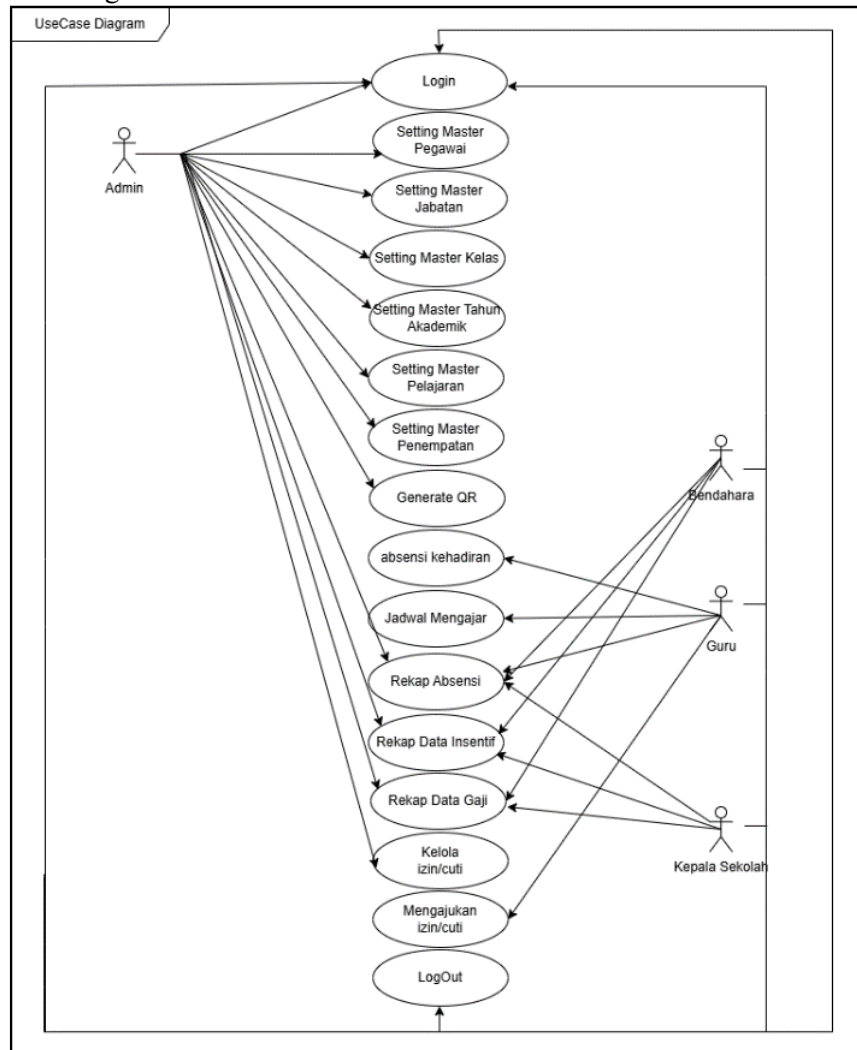 UseCase Diagram
Login
Setting Master
Pegawai
Admin
Setting Master
Jabatan
Setting Master Kelas
Setting Master Tahun
Akademik
Setting Master
Pelajaran
Setting Master
Penempatan
Generate QR
Bendahara
absensi kehadiran
Jadwal Mengajar
Guru
Rekap Absensi
Rekap Data Insentif
Rekap Data Gaji
Kelola
izin/cuti
Kepala Sekolah
Mengajukan
izin/cuti
LogOut